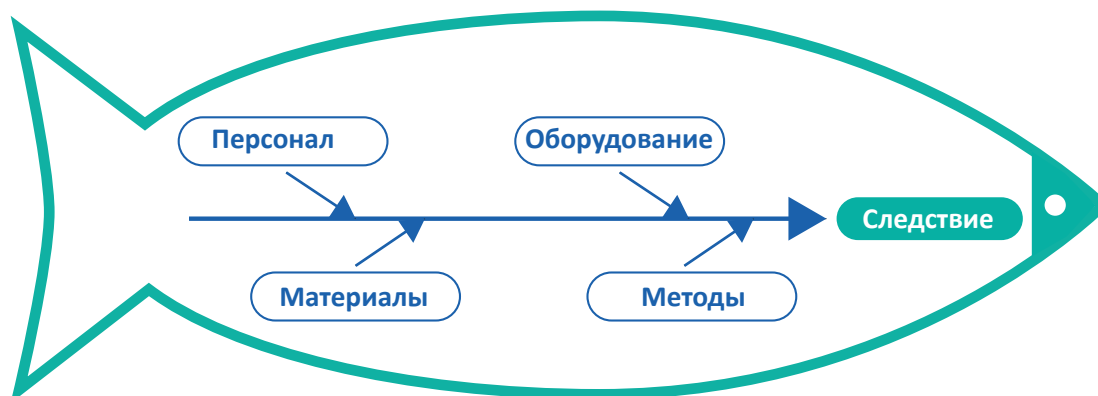 Персонал
Оборудование
Следствие
Материалы
Методы